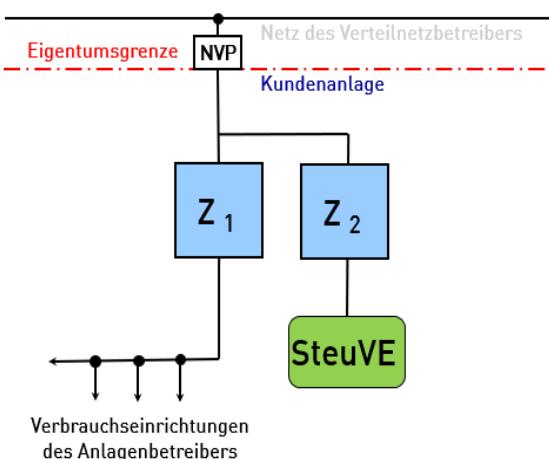 Netz des Verteilnetzbetreibers
Eigentumsgrenze
NVP
Kundenanlage
Z 1
Z 2
SteuVE
Verbrauchseinrichtungen
des Anlagenbetreibers